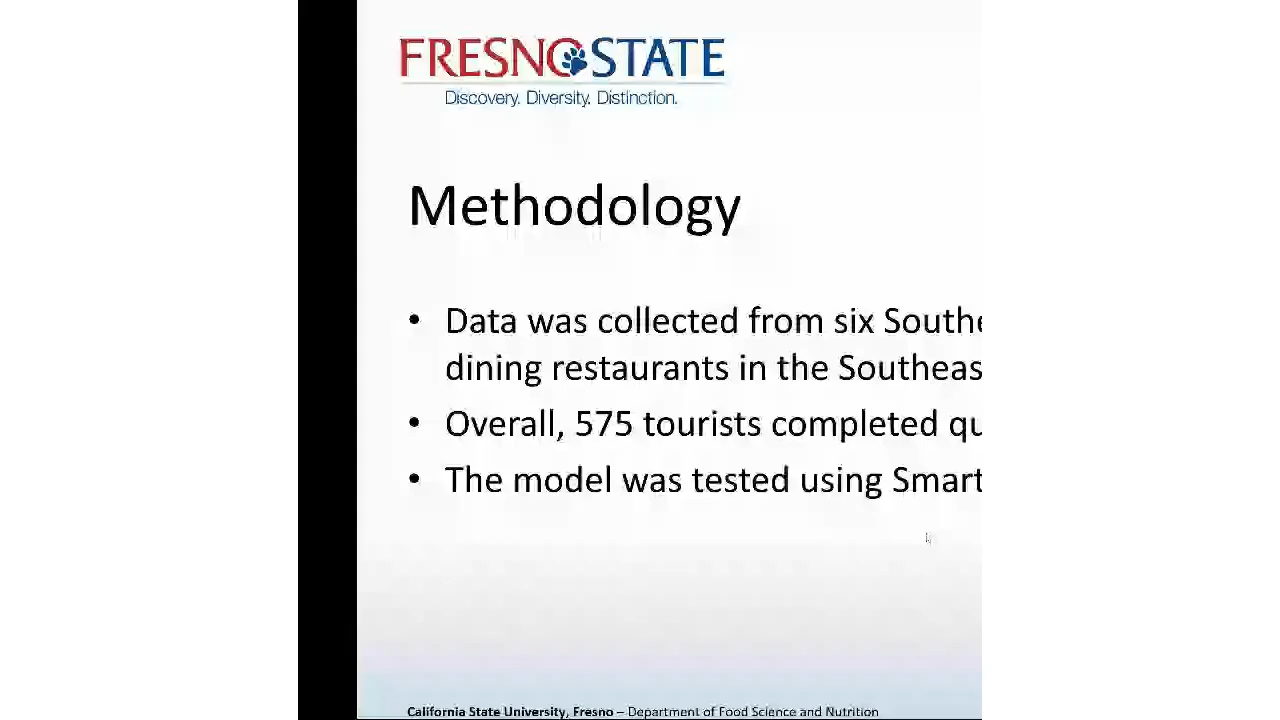 FRESNO STATE
Discovery. Diversity. Distinction.
Methodology
• Data was collected from six
dining restaurants in the
• Overall, 575 tourists completed
• The model was tested using Smart
California State University, Fresno – Department of Food Science and Nutrition